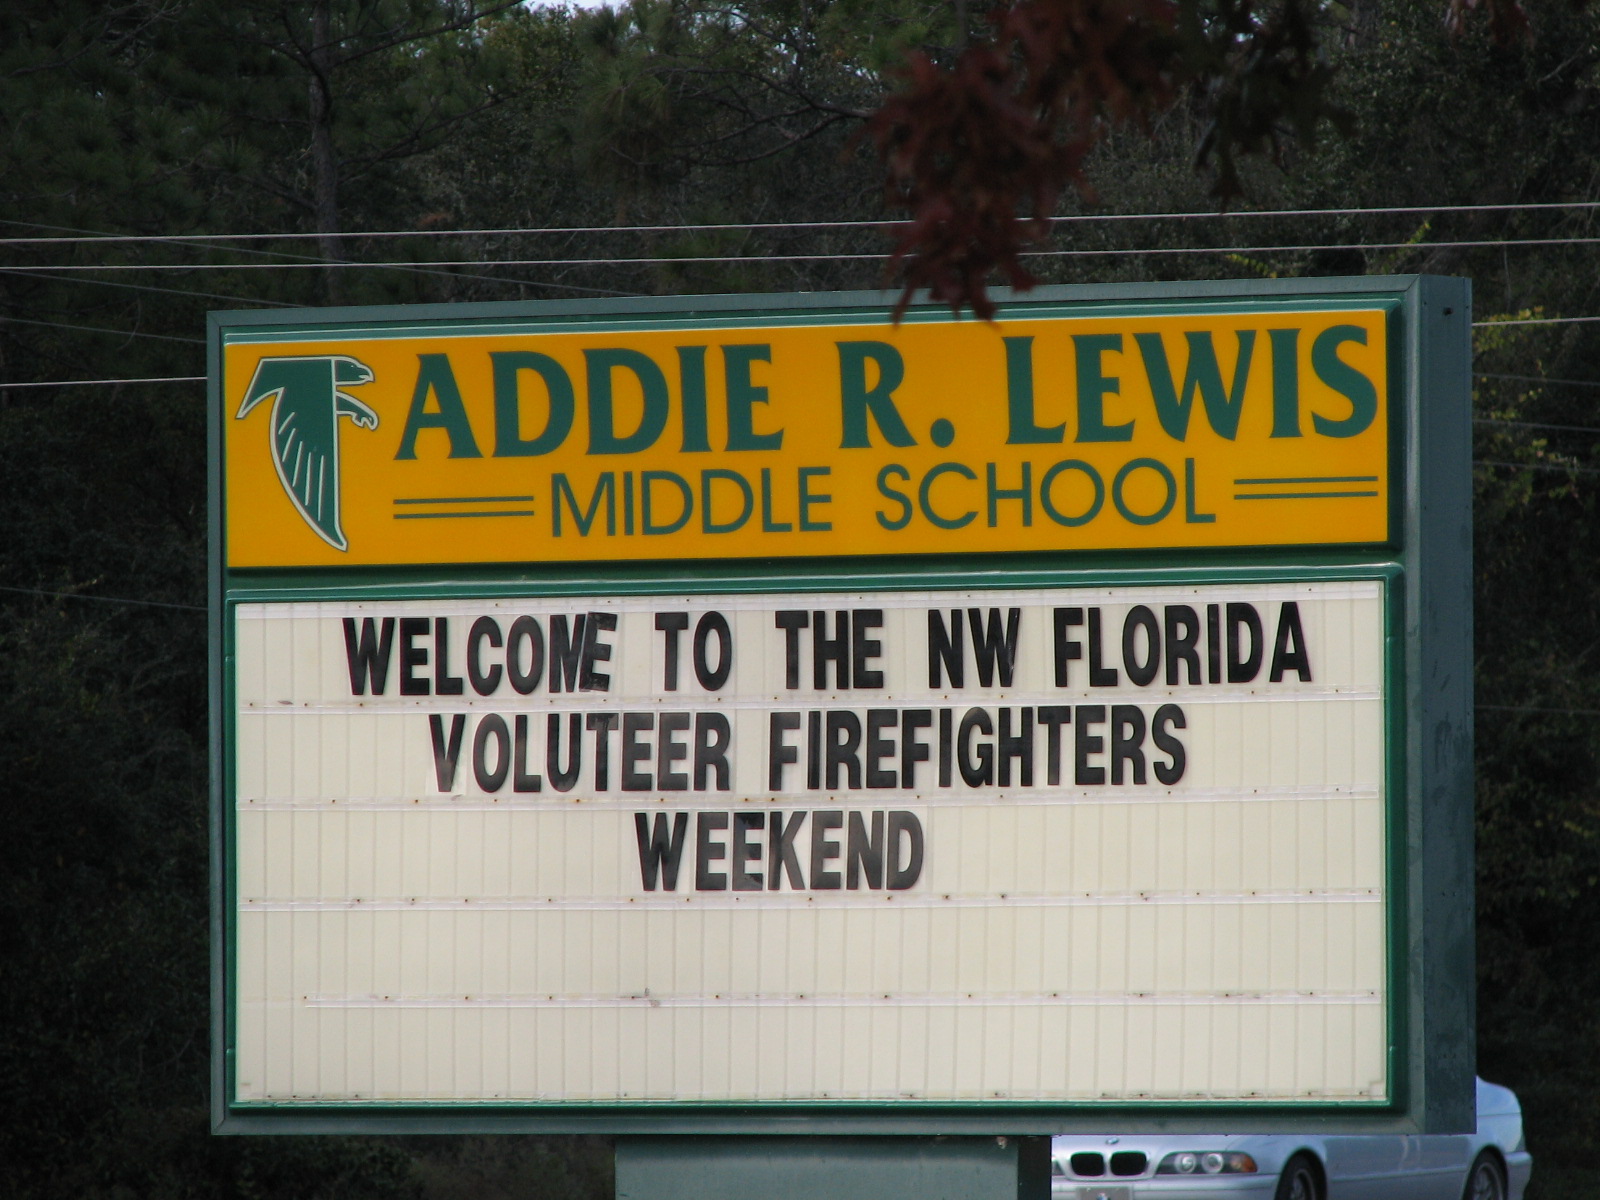 ADDIE R. LEWIS
MIDDLE SCHOOL
WELCOME TO THE NW FLORIDA
VOLUTEER FIREFIGHTERS
WEEKEND